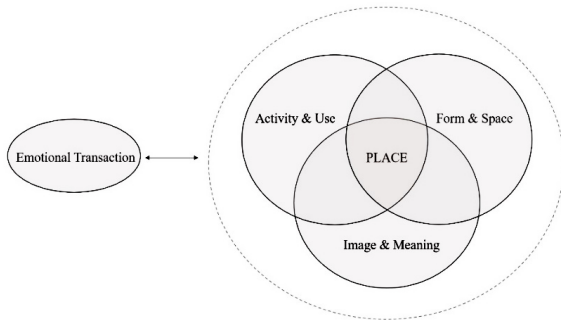 Activity & Use
Form & Space
Emotional Transaction
PLACE
Image & Meaning